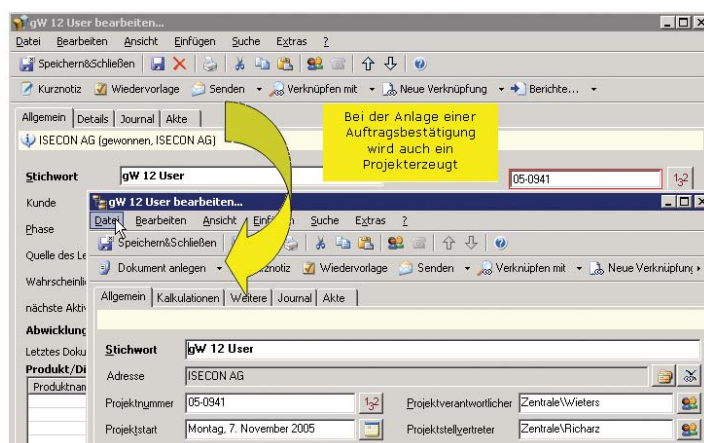 gW 12 User bearbeiten...
Datei Bearbeiten Ansicht Einfügen Suche Extras ?
Speichern&Schließen
Kurznotiz Wiedervorlage Senden Verknüpfen mit Neue Verknüpfung Berichte...
Allgemein Details Journal Akte
ISECON AG (gewonnen, ISECON AG)
Bei der Anlage einer
Auftragsbestätigung
wird auch ein
Projekterzeugt
Stichwort gW 12 User 05-0941
Kunde
Phase
Quelle des Le
Wahrscheinli
nächste Aktiv
Abwicklung
Letztes Doku
Produkt/Di
Produktnan
gW 12 User bearbeiten...
Datei Bearbeiten Ansicht Einf Suche Extras ?
Speichern&Schließen
Dokument anlegen znotiz Wiedervorlage Senden Verknüpfen mit Neue Verknüpfung
Allgemein Kalkulationen Weitere Journal Akte
Stichwort gW 12 User
Adresse ISECON AG
Projektnummer 05-0941 Projektverantwortlicher Zentrale\Wieters
Projektstart Montag, 7. November 2005 Projektstellvertreter Zentrale\Richarz